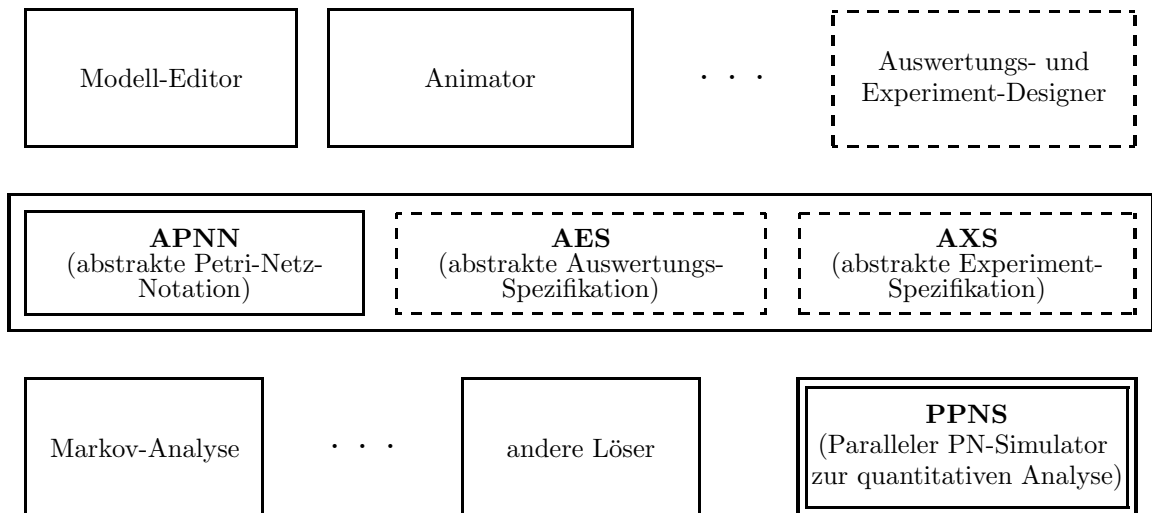 Modell-Editor
Animator
. . .
Auswertungs- und
Experiment-Designer
APNN
(abstrakte Petri-Netz-
Notation)
AES
(abstrakte Auswertungs-
Spezifikation)
AXS
(abstrakte Experiment-
Spezifikation)
Markov-Analyse
. . .
andere Löser
PPNS
(Paralleler PN-Simulator
zur quantitativen Analyse)